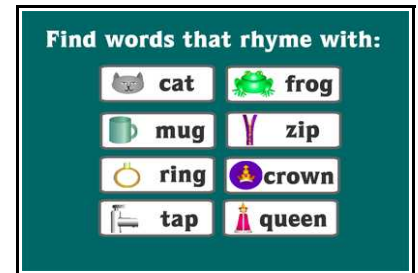 Find words that rhyme with:
cat frog
mug zip
ring crown
tap queen